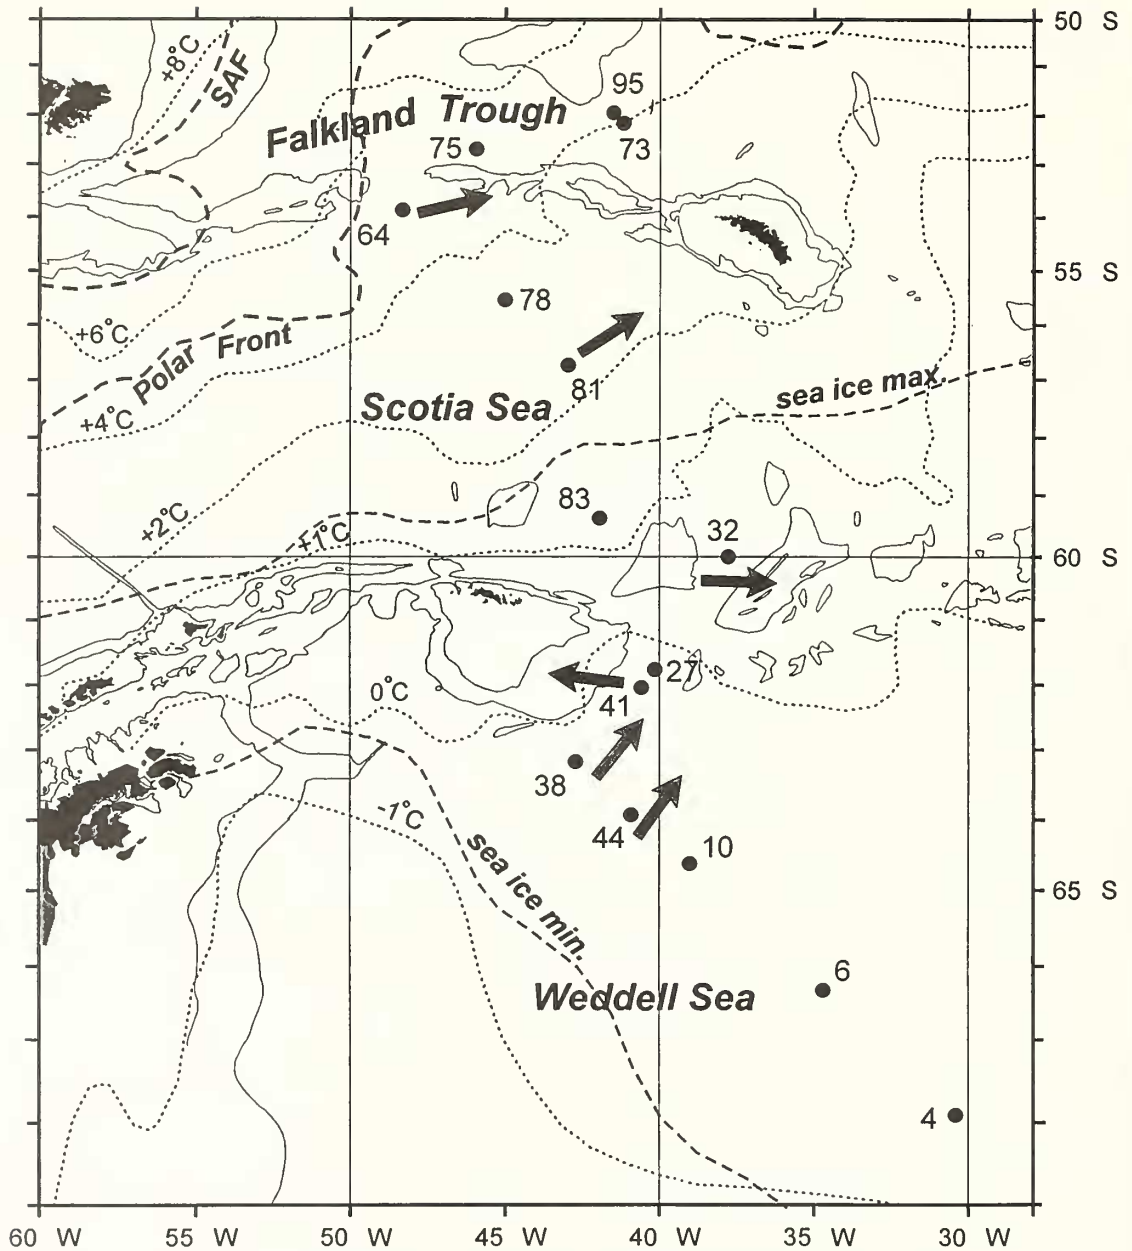 50 S
+8°C
SAF
95
Falkland Trough
75
73
64
55 S
78
+6°C
Polar Front
81
sea ice max.
+4°C
Scotia Sea
83
32
+2°C
+1°C
60 S
27
0°C
41
38
-1°C
44
10
sea ice min.
65 S
6
Weddell Sea
4
60 W 55 W 50 W 45 W 40 W 35 W 30 W